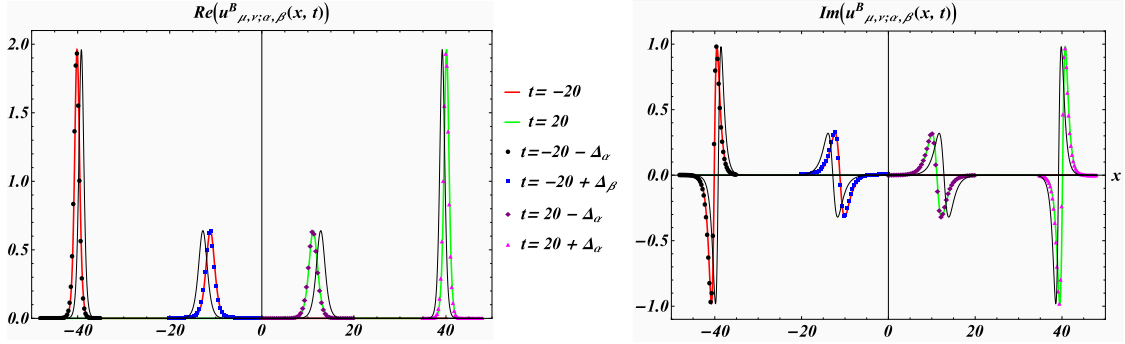 Re(u^B_{μ,ν;α,β}(x, t))
2.0
1.5
1.0
0.5
0.0
−40
−20
0
20
40
t = −20
t = 20
t = −20 − Δ_α
t = −20 + Δ_β
t = 20 − Δ_α
t = 20 + Δ_α
Im(u^B_{μ,ν;α,β}(x, t))
1.0
0.5
0.0
−0.5
−1.0
x
−40
−20
0
20
40